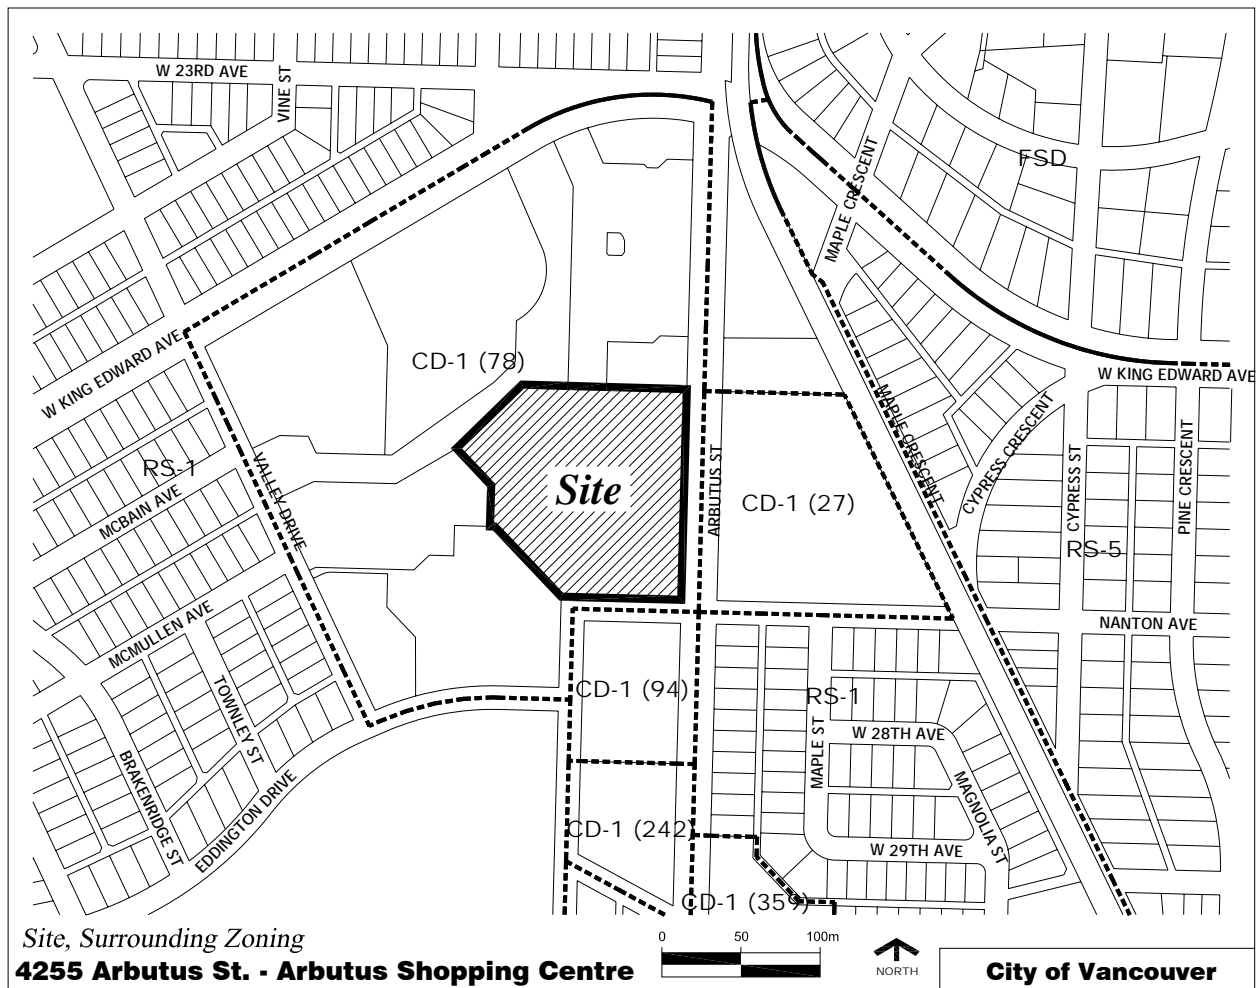 W 23RD AVE
VINE ST
FSD
MAPLE CRESCENT
W KING EDWARD AVE
CD-1 (78)
W KING EDWARD AVE
MAPLE CRESCENT
CYPRESS CRESCENT
RS-1
VALLEY DRIVE
MCBAIN AVE
Site
ARBUTUS ST
CD-1 (27)
CYPRESS ST
PINE CRESCENT
RS-5
MCMULLEN AVE
NANTON AVE
TOWNLEY ST
CD-1 (94)
RS-1
MAPLE ST
W 28TH AVE
BRAKENRIDGE ST
EDDINGTON DRIVE
CD-1 (242)
MAGNOLIA ST
W 29TH AVE
CD-1 (359)
Site, Surrounding Zoning
4255 Arbutus St. - Arbutus Shopping Centre
0 50 100m
NORTH
City of Vancouver